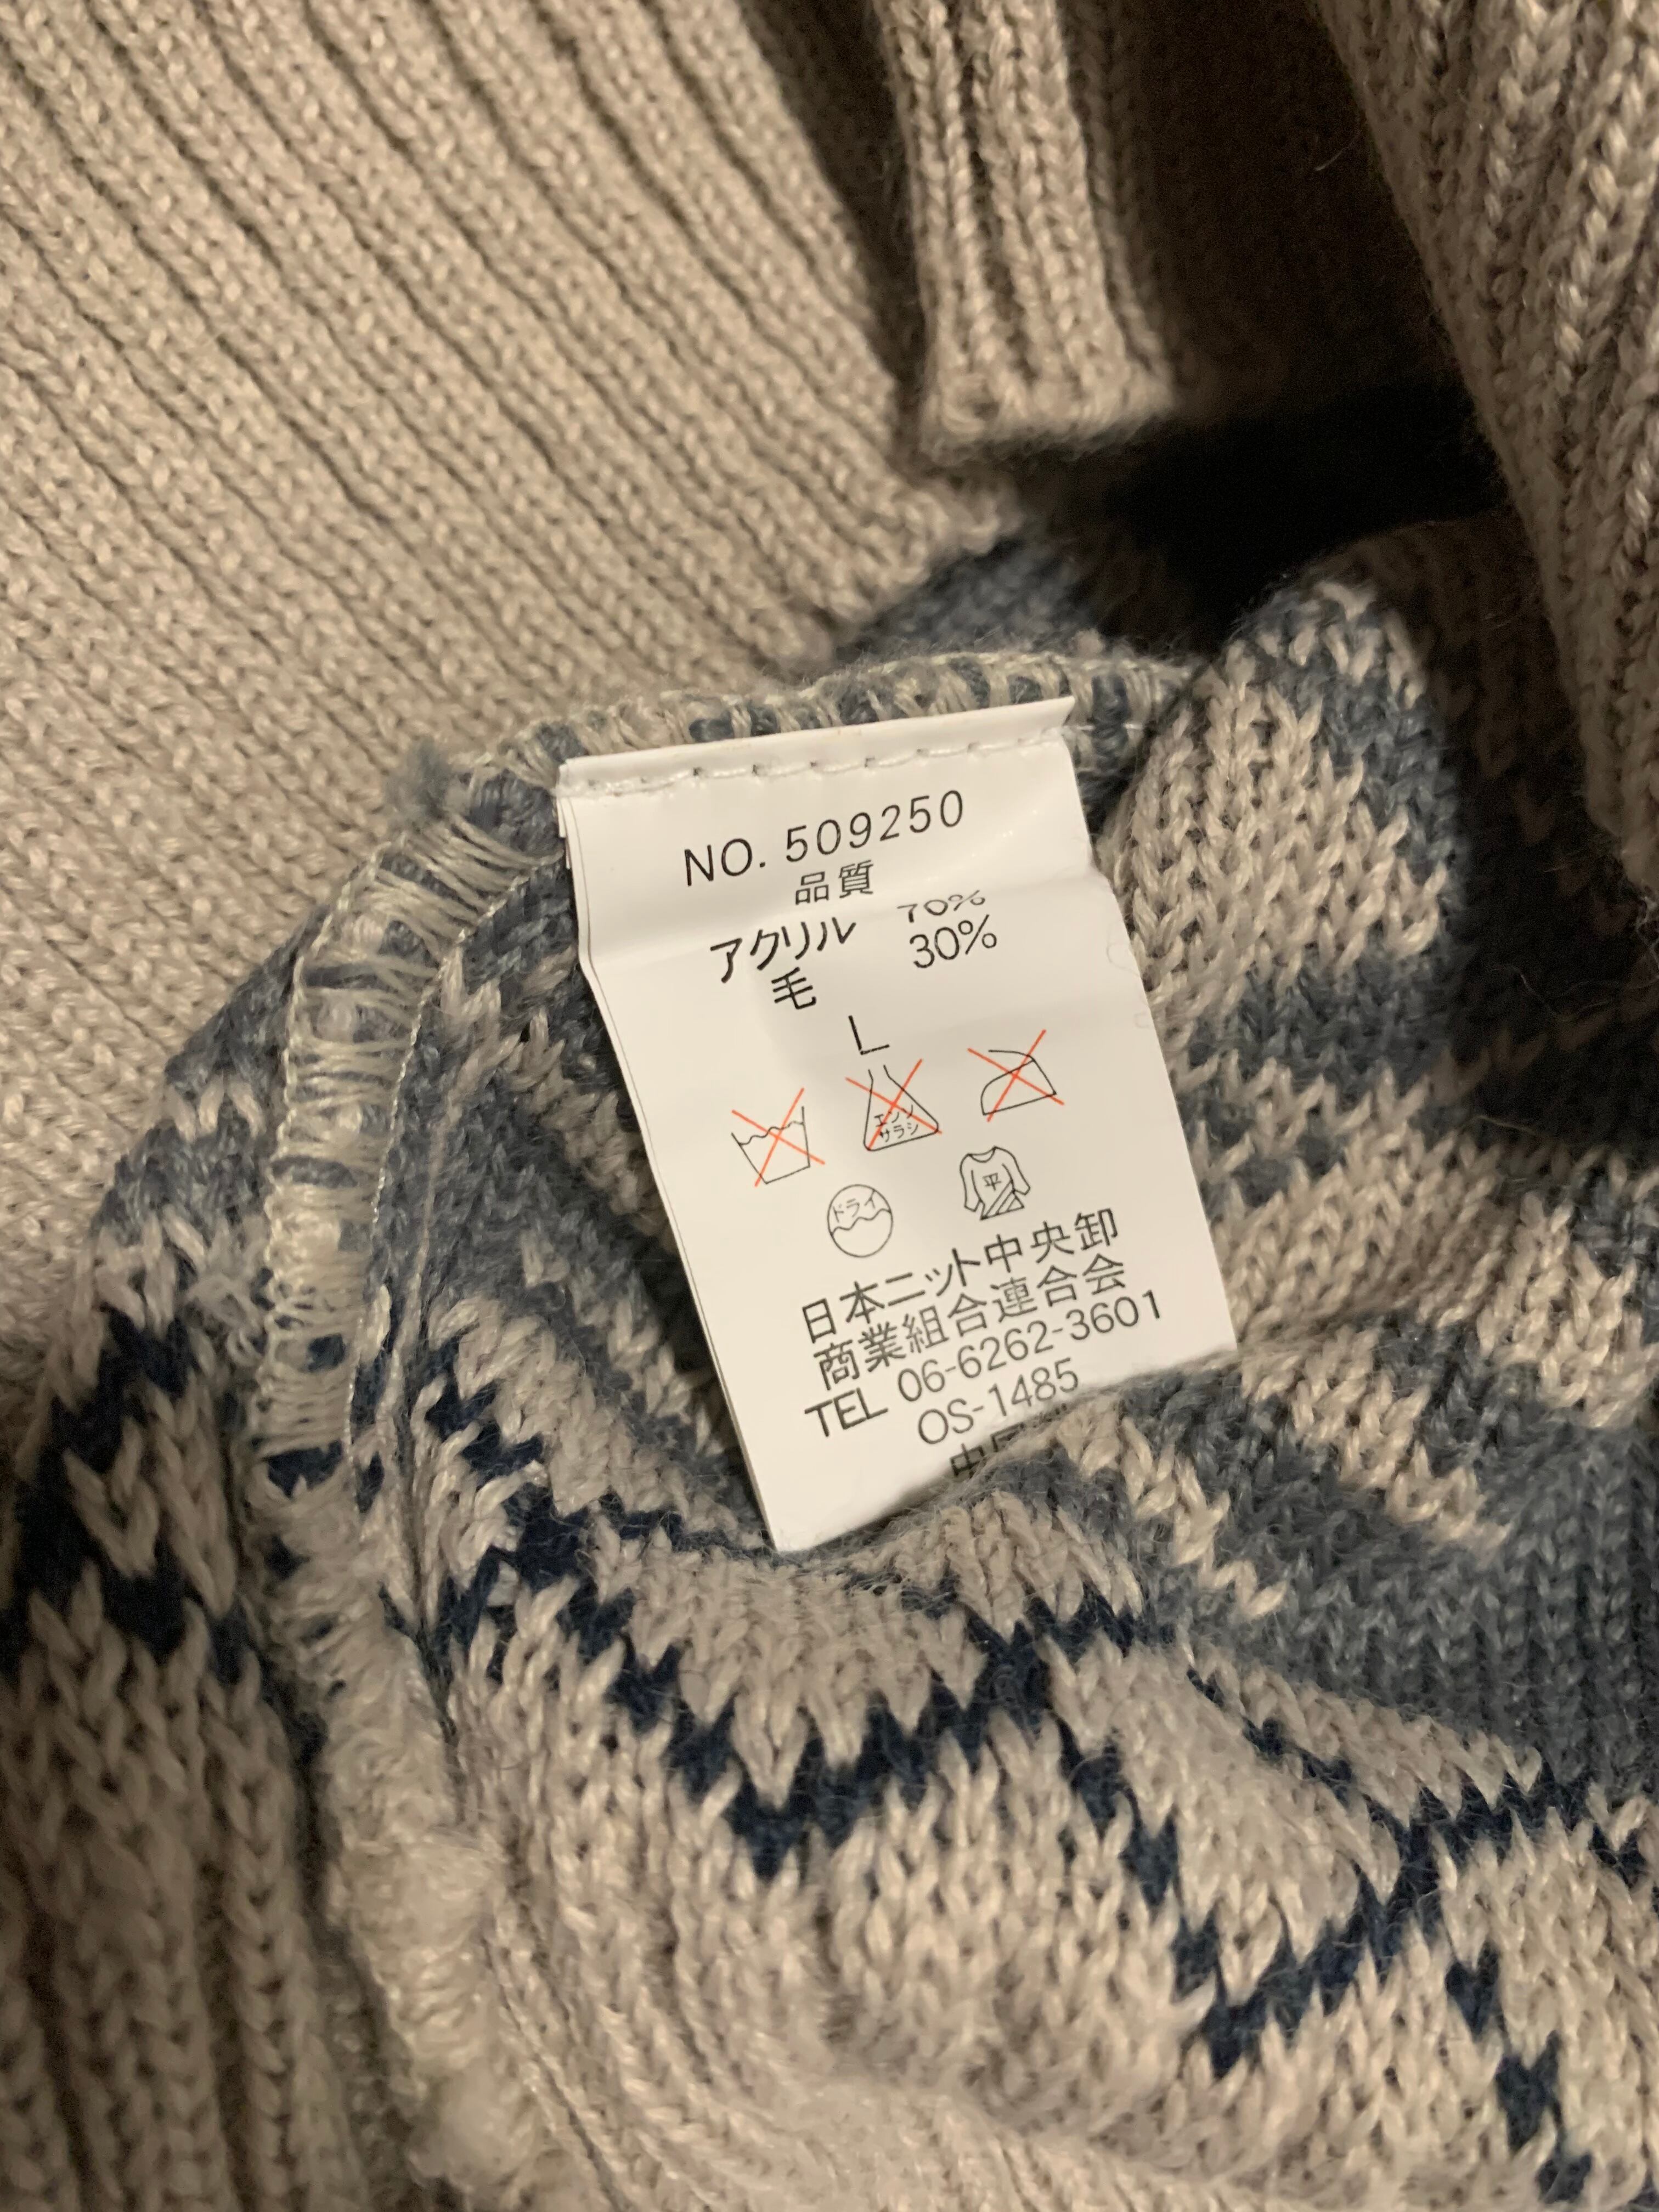 NO. 509250
品質
アクリル 70%
毛 30%
L
エンソ
サラシ
ドライ
平
日本ニット中央卸
商業組合連合会
TEL 06-6262-3601
OS-1485
中国